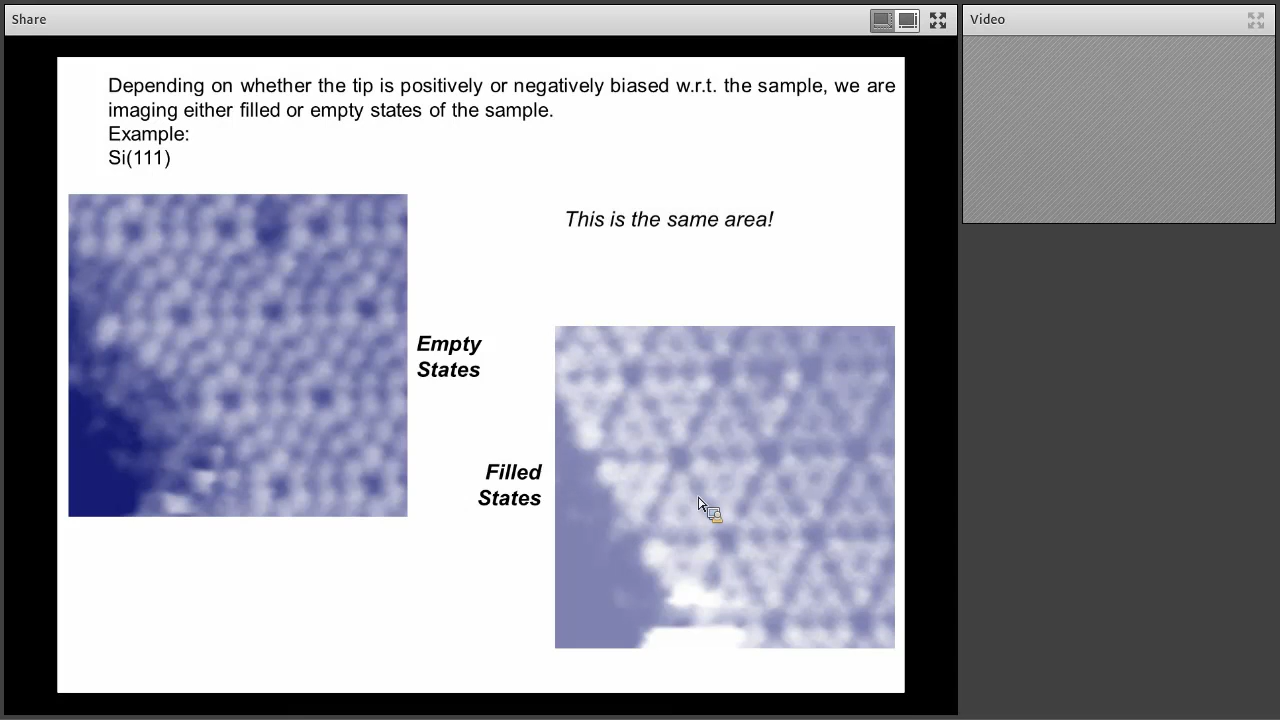 Share
Video
Depending on whether the tip is positively or negatively biased w.r.t. the sample, we are
imaging either filled or empty states of the sample.
Example:
Si(111)
This is the same area!
Empty
States
Filled
States